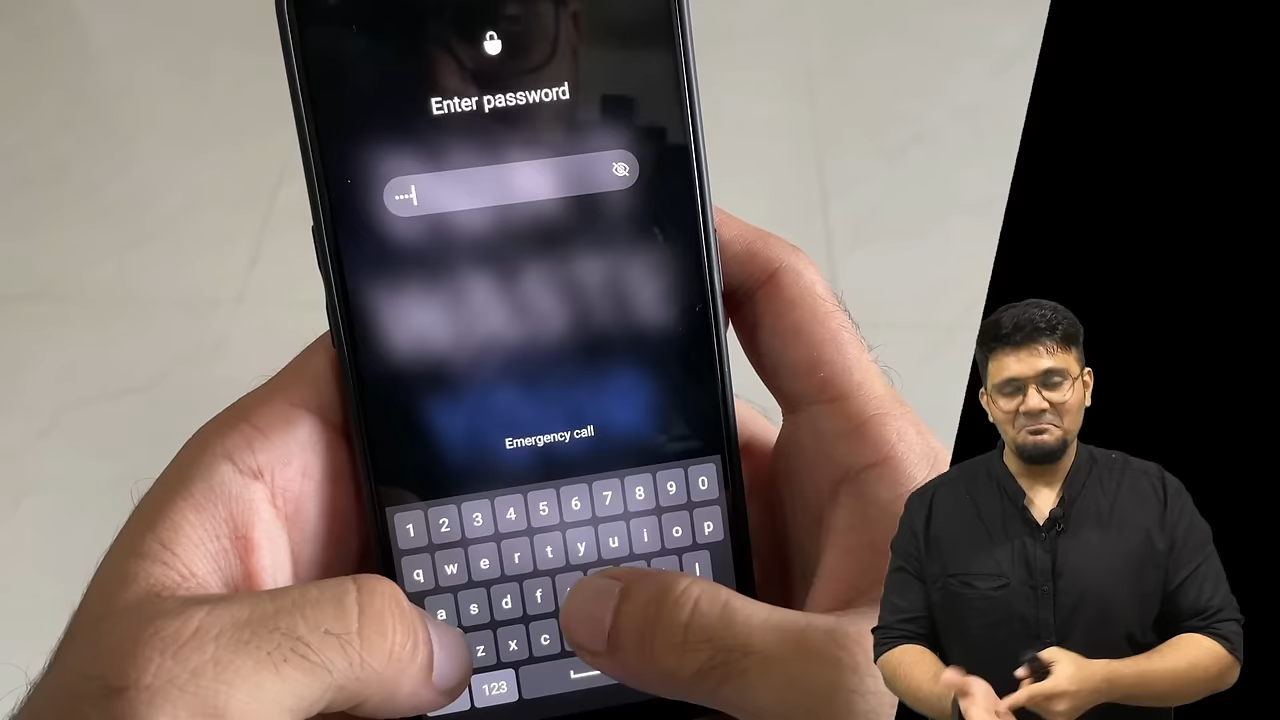 Enter password
••••
Emergency call
1 2 3 4 5 6 7 8 9 0
q w e r t y u i o p
a s d f l
z x c
123